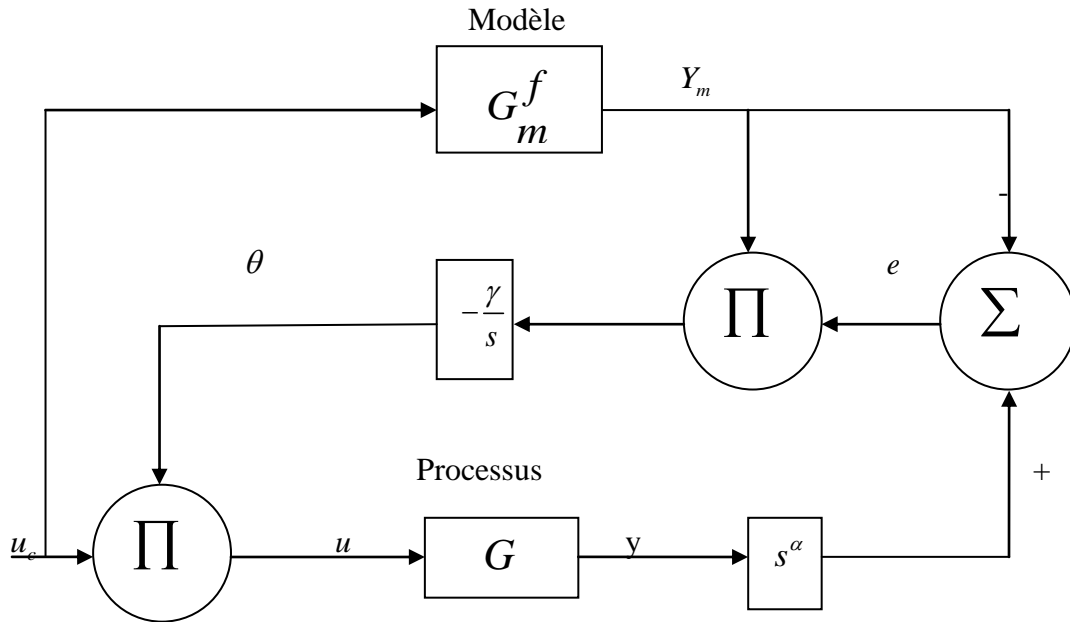 Modèle
G_m^f
Y_m
-
θ
-γ/s
∏
e
∑
Processus
+
u_c
∏
u
G
y
s^α